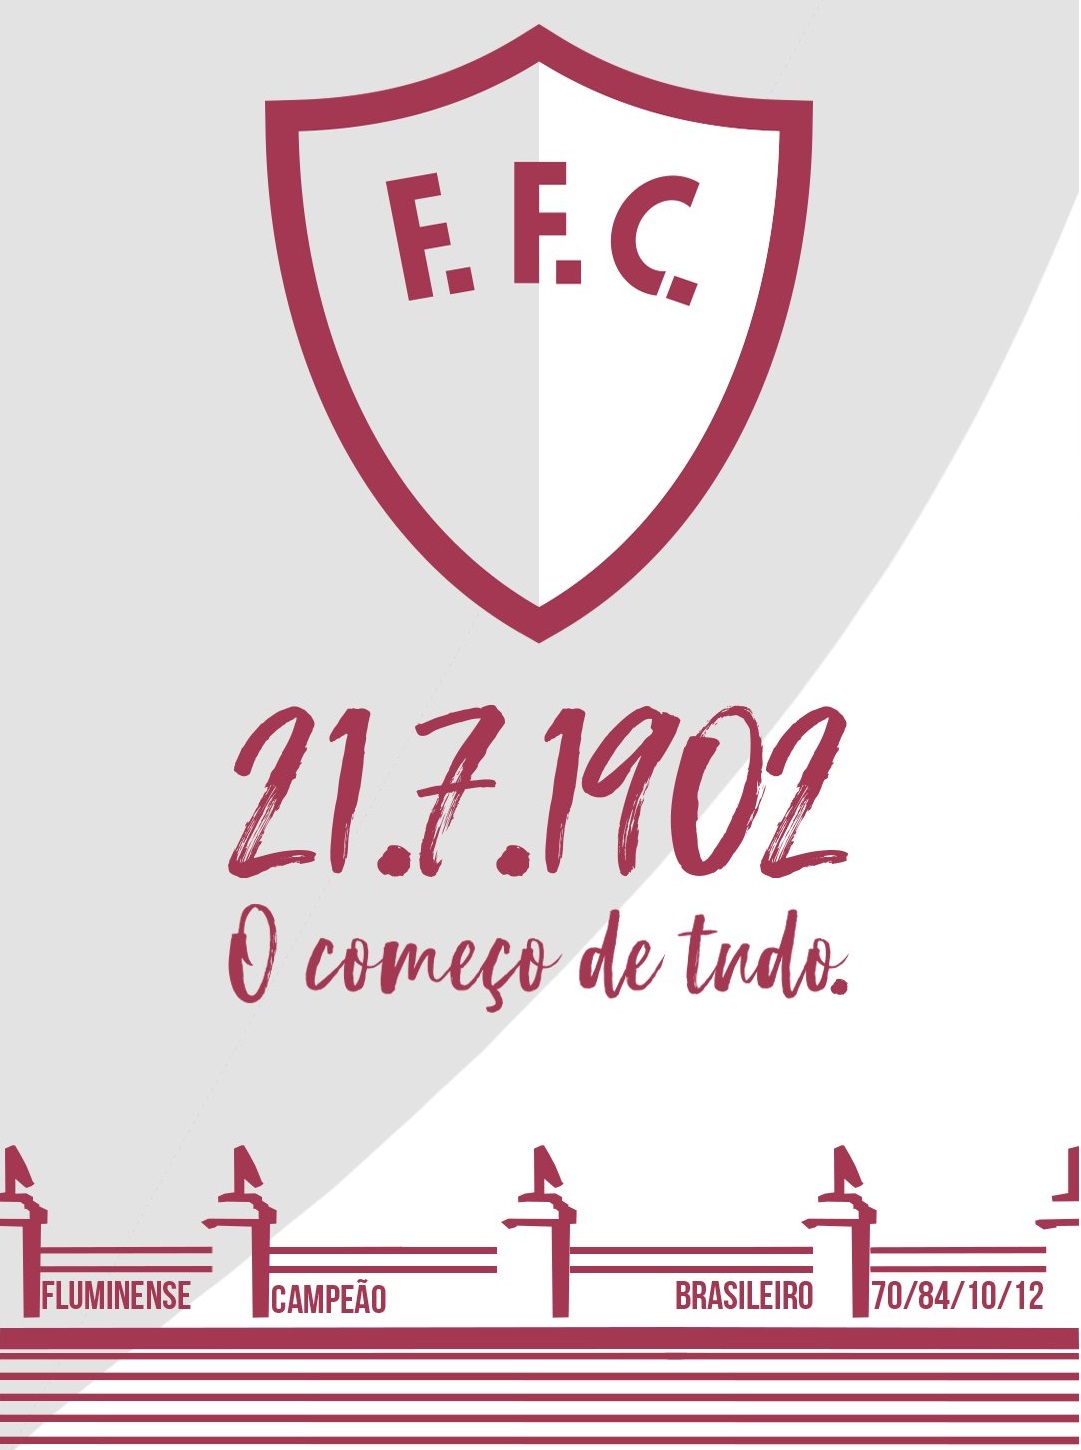 F. F. C.
21.7.1902
O começo de tudo.
FLUMINENSE CAMPEÃO BRASILEIRO 70/84/10/12